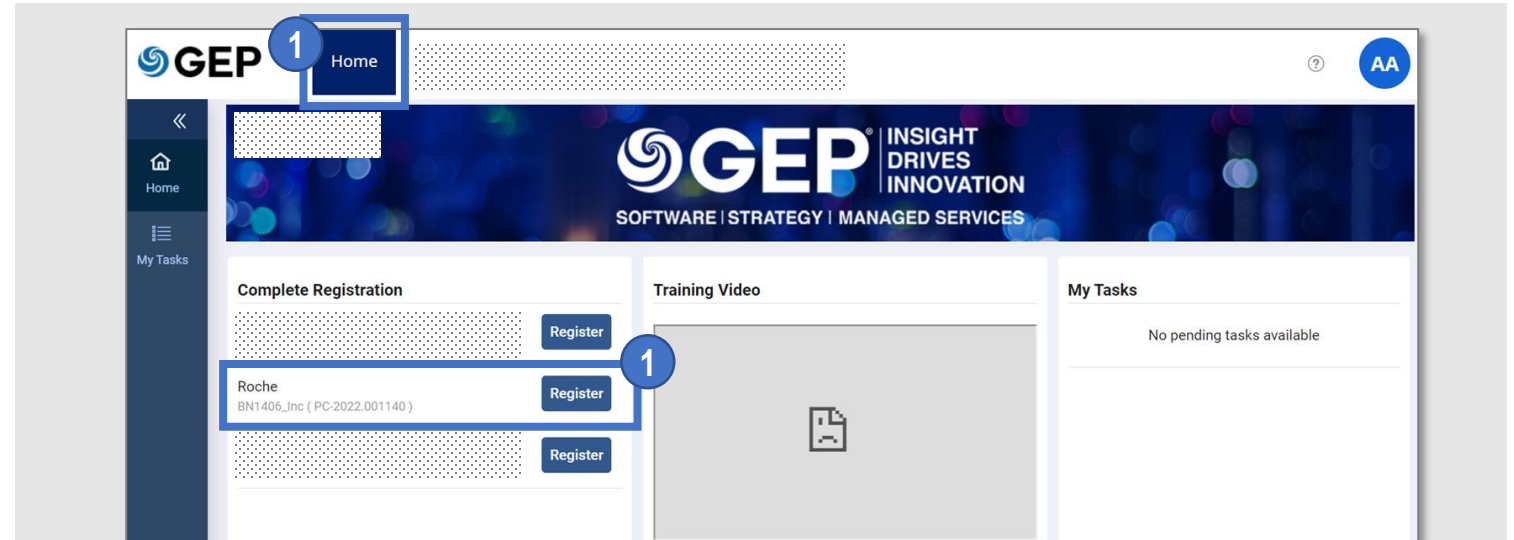 GEP
1
Home
?
AA
Home
My Tasks
GEP® INSIGHT
DRIVES
INNOVATION
SOFTWARE | STRATEGY | MANAGED SERVICES
Complete Registration
Register
Roche
BN1406_Inc ( PC-2022.001140 )
Register
1
Register
Training Video
My Tasks
No pending tasks available